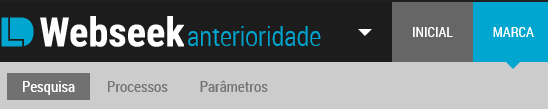 Webseek anterioridade INICIAL MARCA
Pesquisa Processos Parâmetros